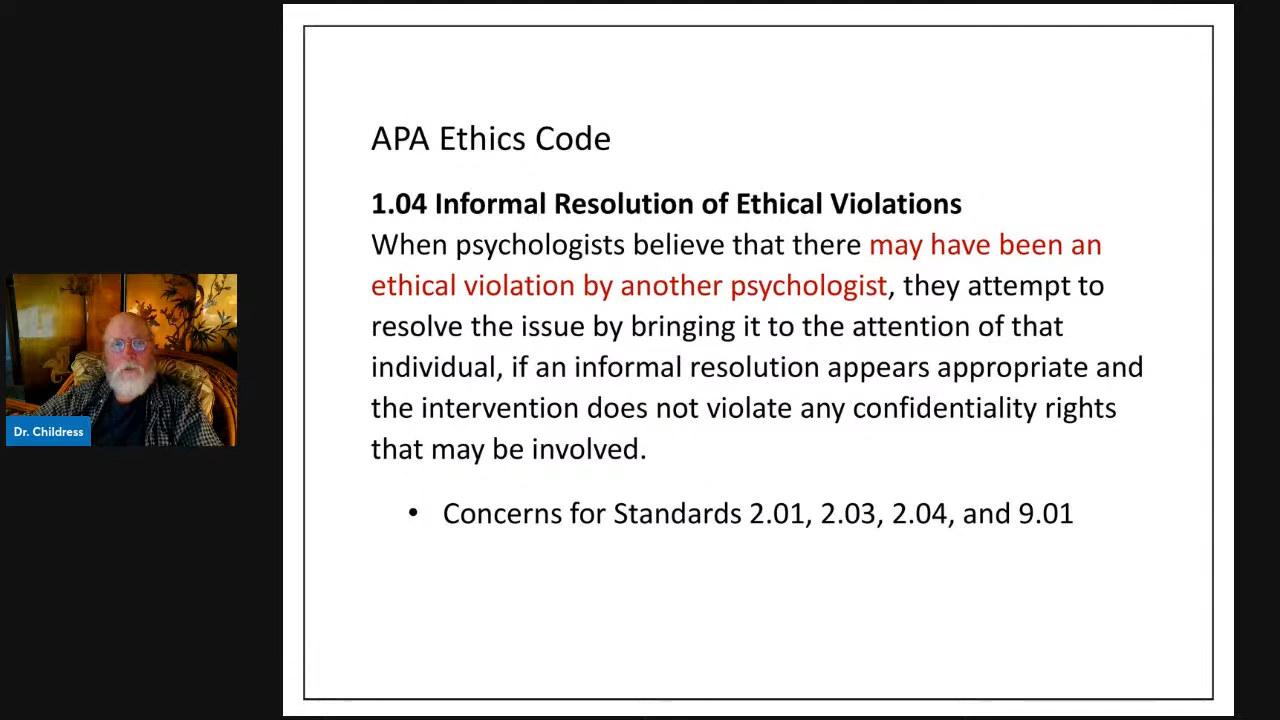 APA Ethics Code
1.04 Informal Resolution of Ethical Violations
When psychologists believe that there may have been an
ethical violation by another psychologist, they attempt to
resolve the issue by bringing it to the attention of that
individual, if an informal resolution appears appropriate and
the intervention does not violate any confidentiality rights
that may be involved.
• Concerns for Standards 2.01, 2.03, 2.04, and 9.01
Dr. Childress